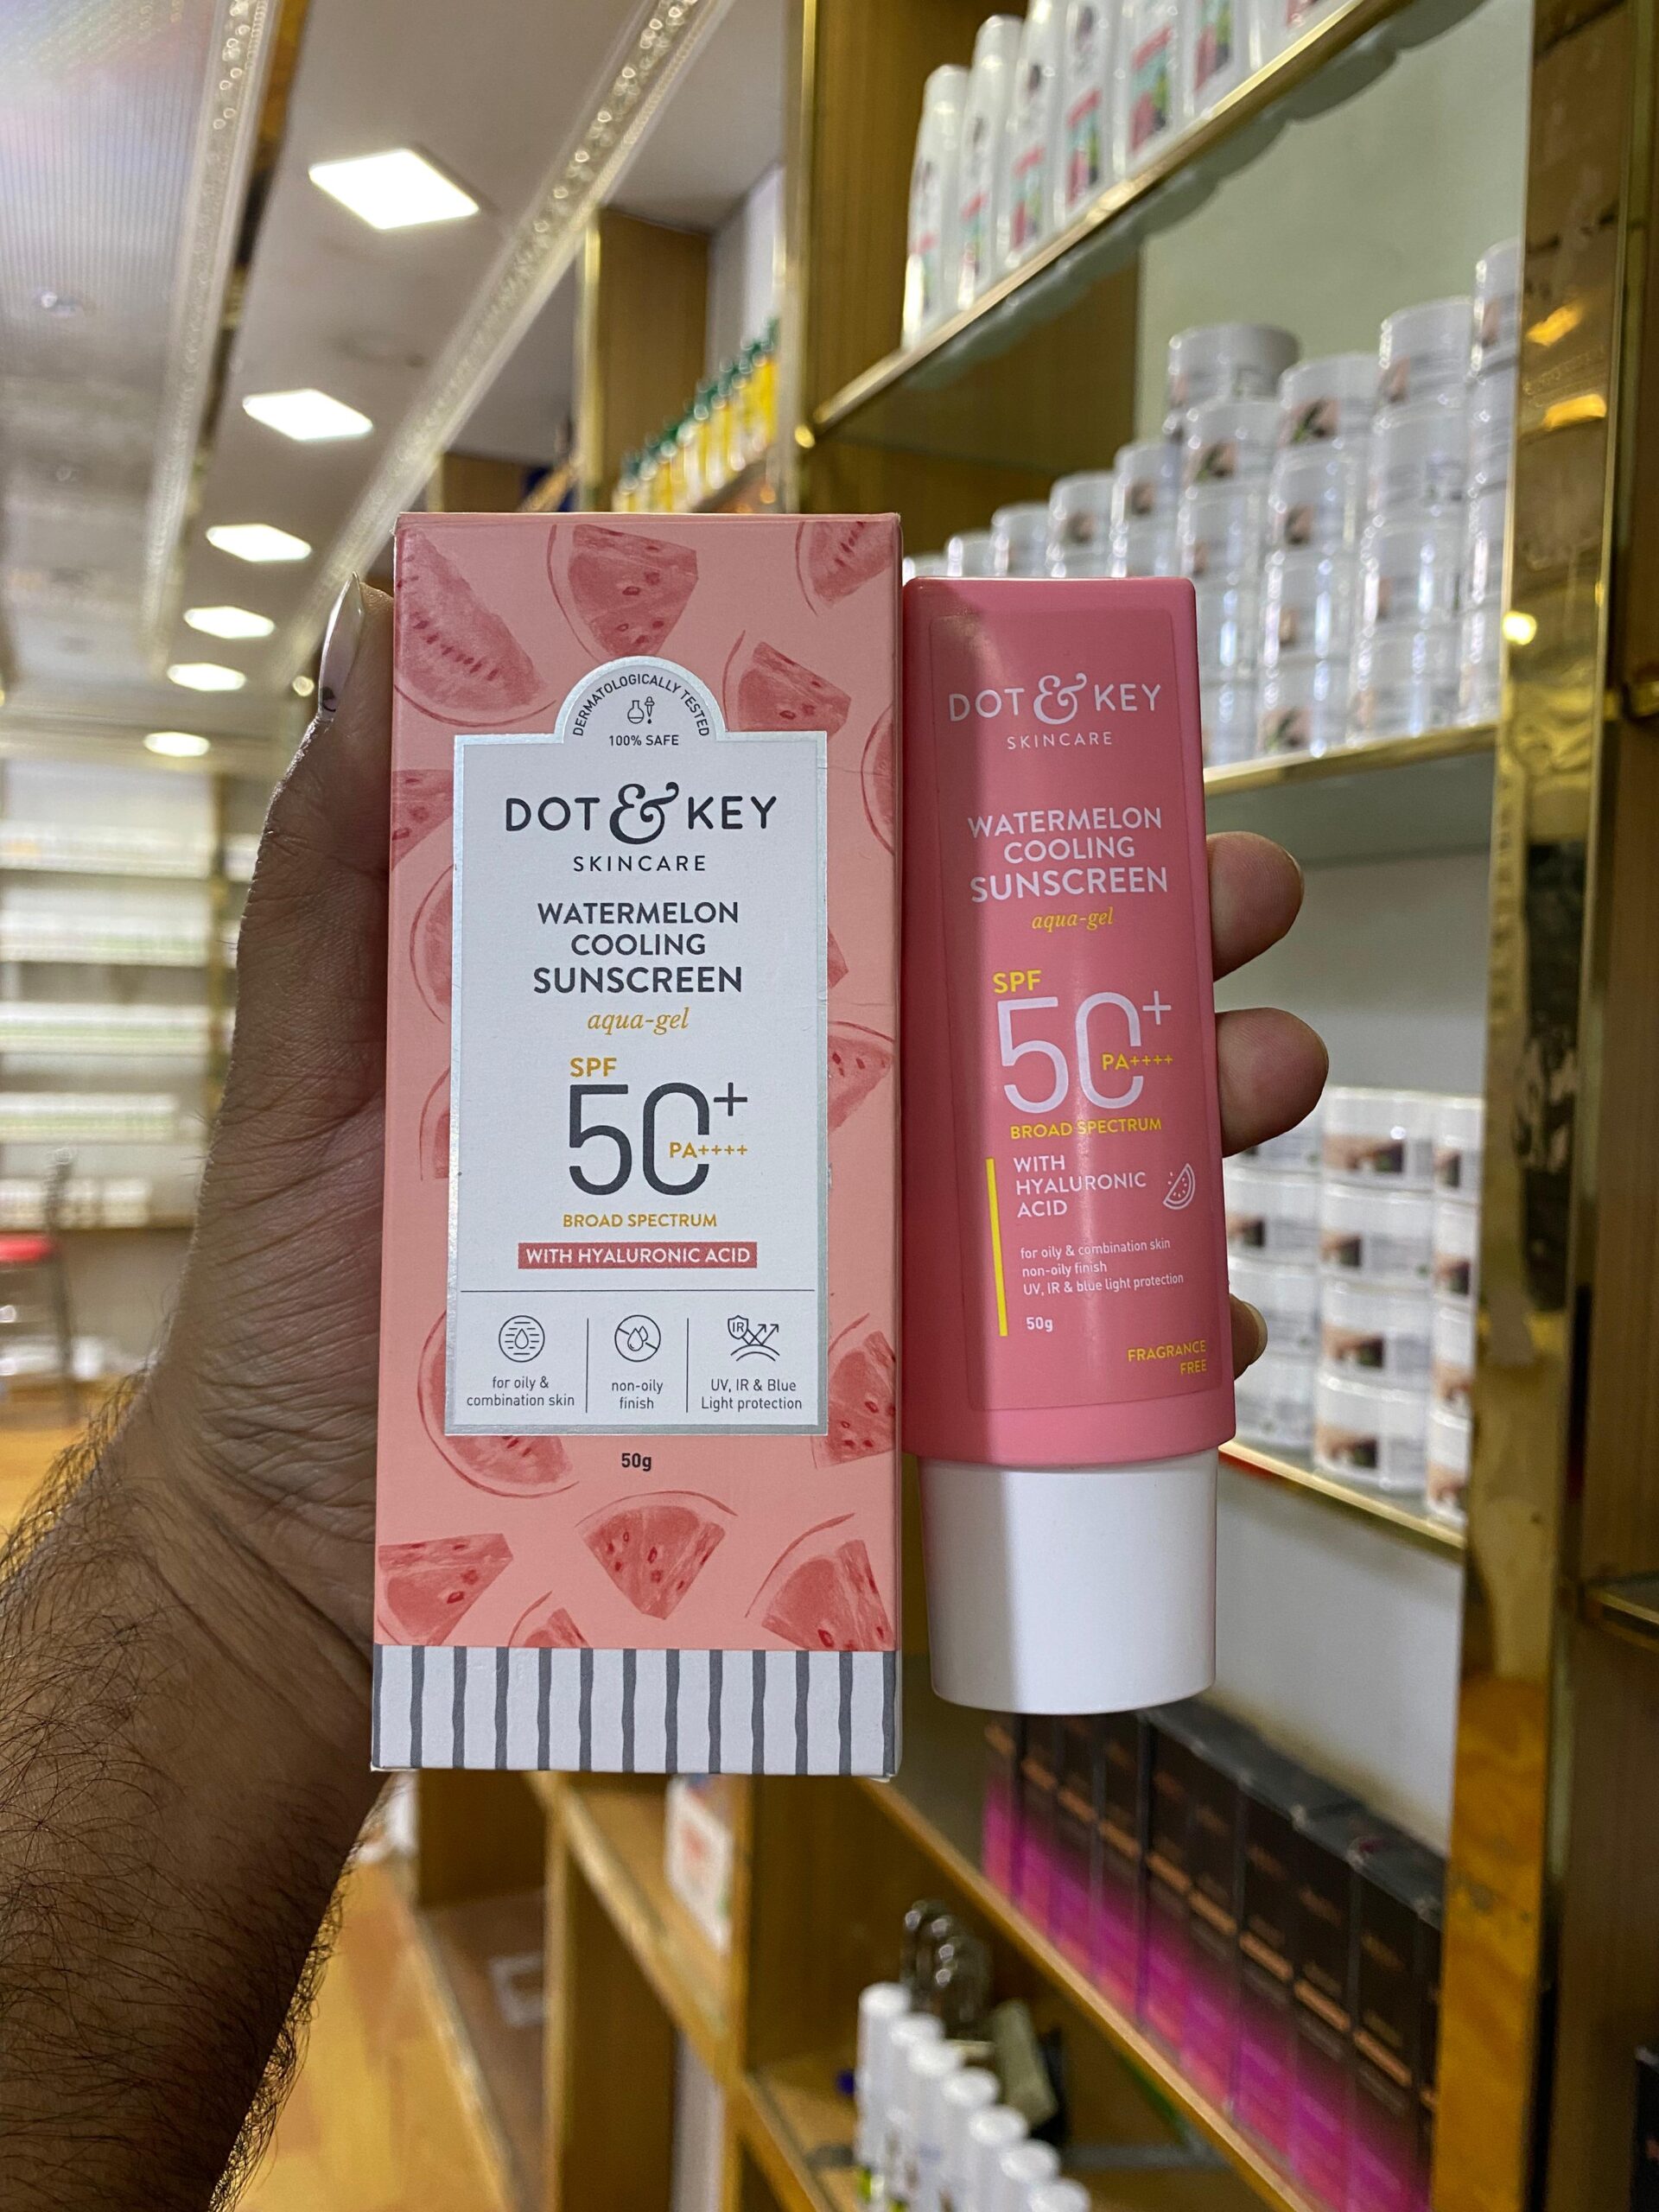 DERMATOLOGICALLY TESTED
100% SAFE
DOT & KEY
SKINCARE
WATERMELON
COOLING
SUNSCREEN
aqua-gel
SPF
50+
PA++++
BROAD SPECTRUM
WITH HYALURONIC ACID
for oily &
combination skin
non-oily
finish
IR
UV, IR & Blue
Light protection
50g
DOT & KEY
SKINCARE
WATERMELON
COOLING
SUNSCREEN
aqua-gel
SPF
50+
PA++++
BROAD SPECTRUM
WITH
HYALURONIC
ACID
for oily & combination skin
non-oily finish
UV, IR & blue light protection
50g
FRAGRANCE
FREE